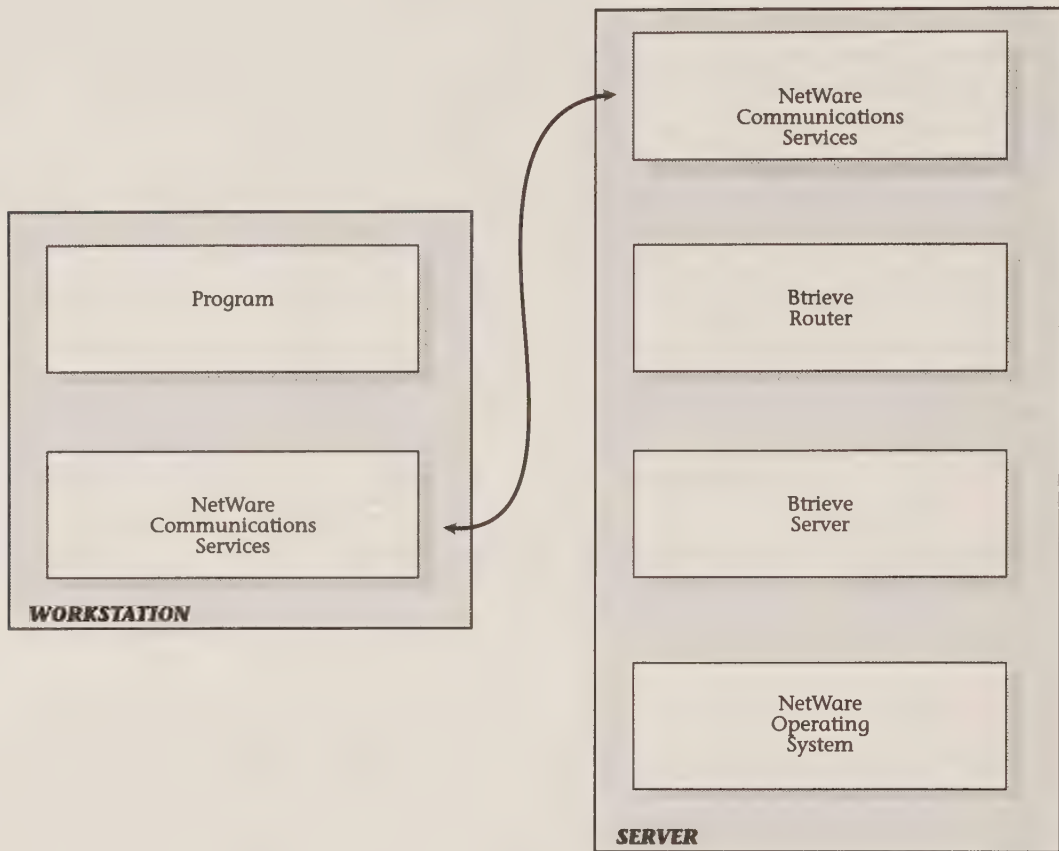 Program
NetWare
Communications
Services
WORKSTATION
NetWare
Communications
Services
Btrieve
Router
Btrieve
Server
NetWare
Operating
System
SERVER